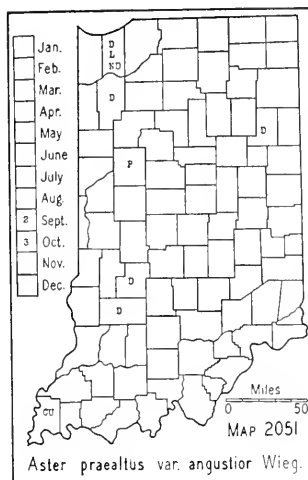 Jan.
Feb.
Mar.
Apr.
May
June
July
Aug.
2 Sept.
3 Oct.
Nov.
Dec.
D
L
ND
D
D
P
D
D
CU
Miles
0 50
MAP 2051
Aster praealtus var. angustior Wieg.